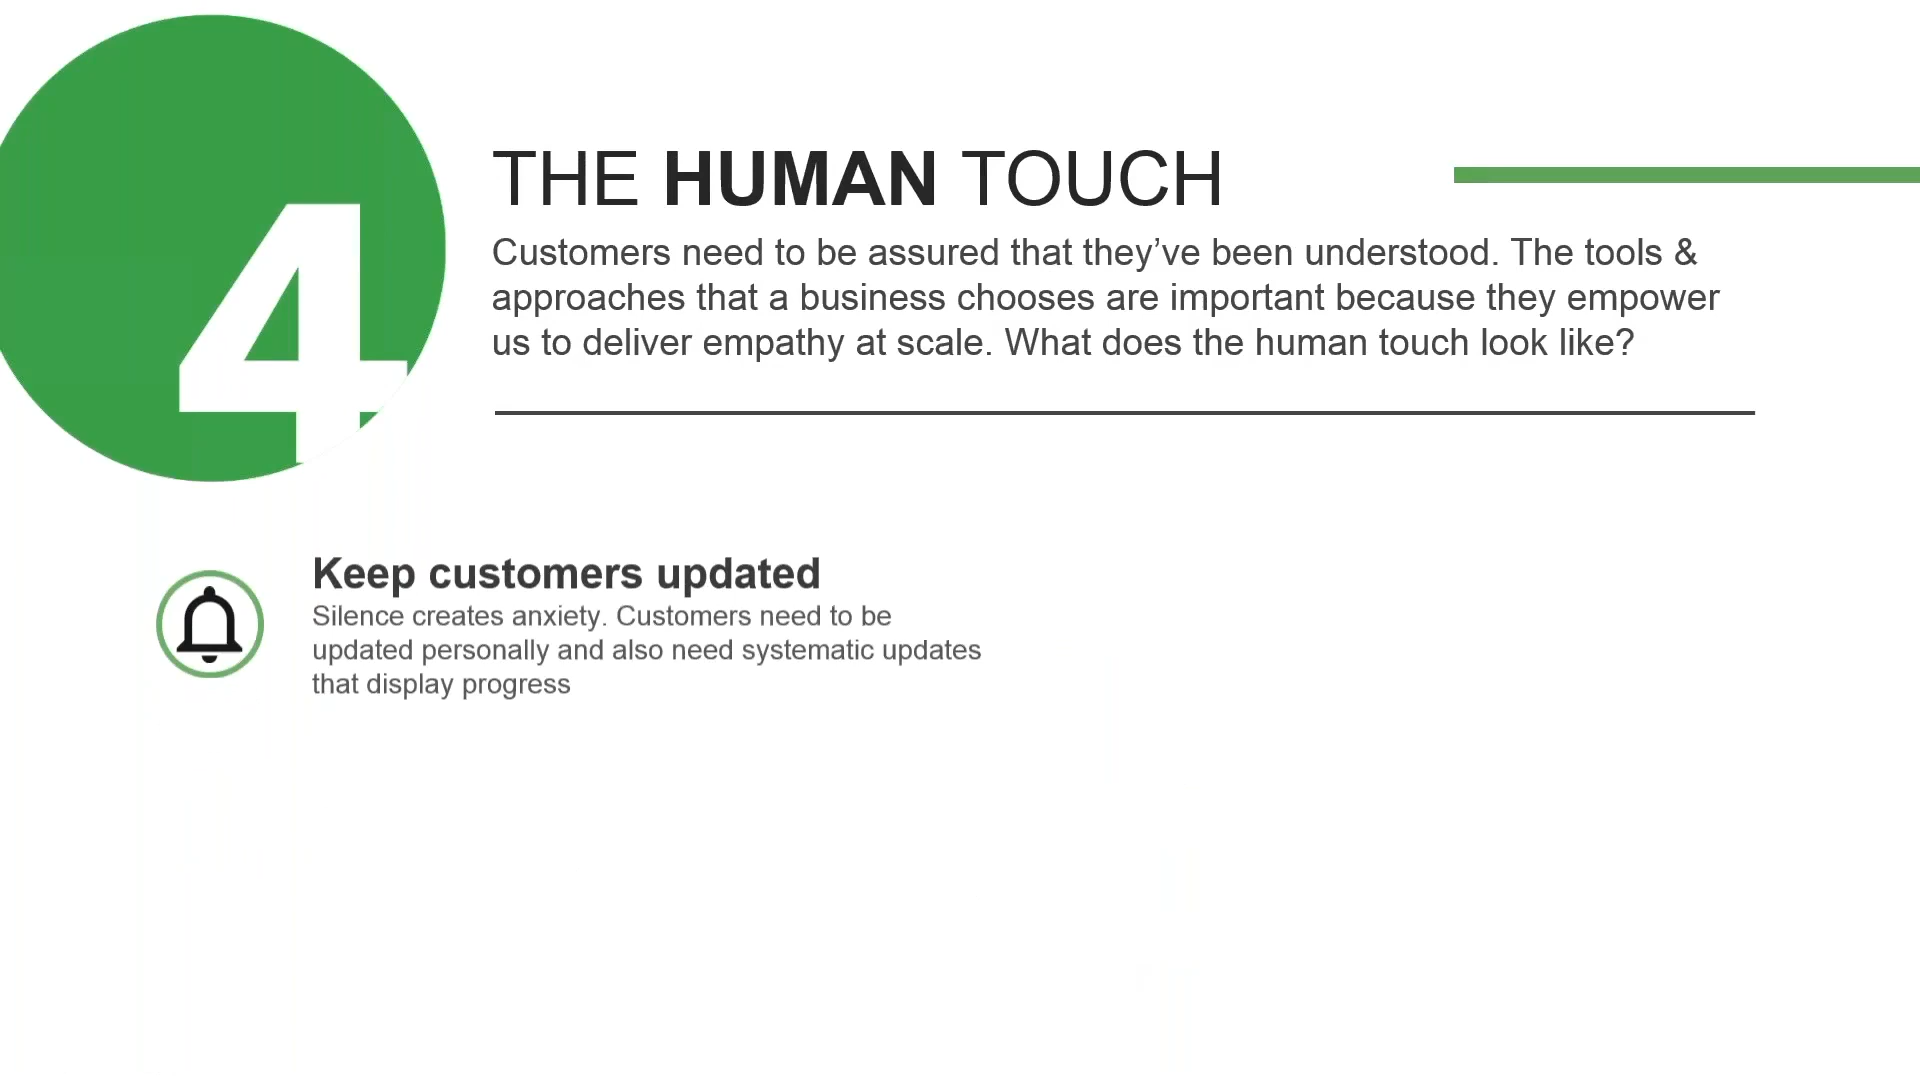 4
THE HUMAN TOUCH
Customers need to be assured that they’ve been understood. The tools &
approaches that a business chooses are important because they empower
us to deliver empathy at scale. What does the human touch look like?
Keep customers updated
Silence creates anxiety. Customers need to be
updated personally and also need systematic updates
that display progress